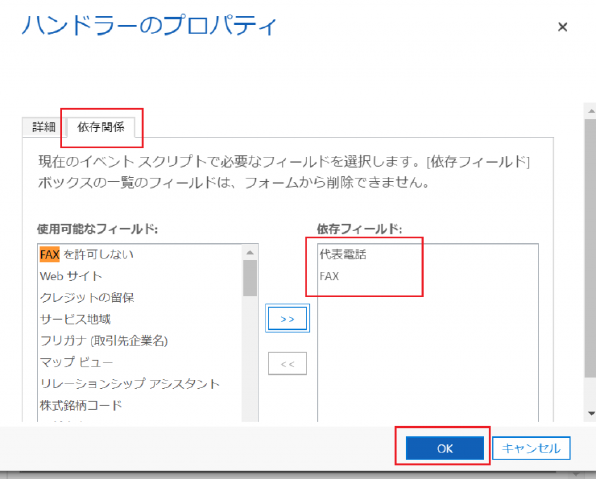 ハンドラーのプロパティ
×
詳細
依存関係
現在のイベント スクリプトで必要なフィールドを選択します。[依存フィールド]
ボックスの一覧のフィールドは、フォームから削除できません。
使用可能なフィールド:
依存フィールド:
FAX を許可しない
Web サイト
クレジットの留保
サービス地域
フリガナ (取引先企業名)
マップ ビュー
リレーションシップ アシスタント
株式銘柄コード
>>
<<
代表電話
FAX
OK
キャンセル